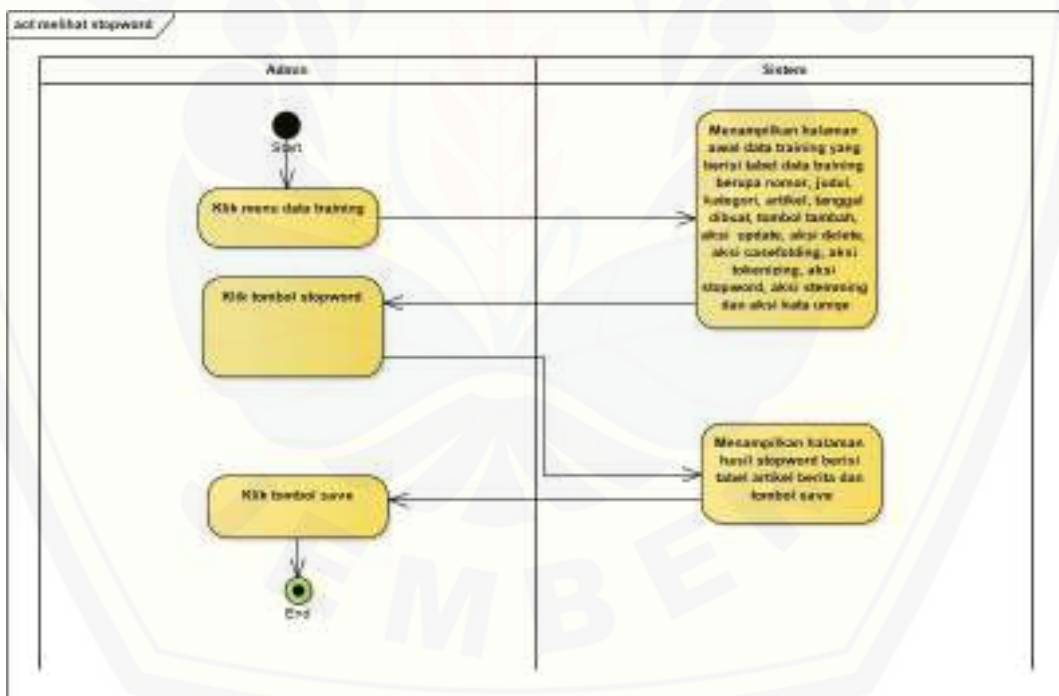 act melihat stopword
Admin
Sistem
Start
Klik menu data training
Menampilkan halaman
awal data training yang
berisi tabel data training
berupa nomor, judul,
kategori, artikel, tanggal
dibuat, tombol tambah,
aksi update, aksi delete,
aksi casefolding, aksi
tokenizing, aksi
stopword, aksi stemming
dan aksi kata uniqe
Klik tombol stopword
Menampilkan halaman
hasil stopword berisi
tabel artikel berita dan
tombol save
Klik tombol save
End
EMBE